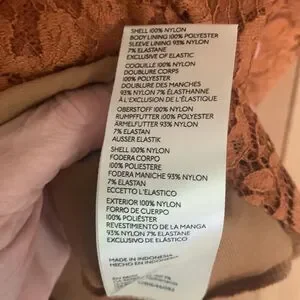 SHELL 100% NYLON
BODY LINING 100% POLYESTER
SLEEVE LINING 93% NYLON
7% ELASTANE
EXCLUSIVE OF ELASTIC
COQUILLE 100% NYLON
DOUBLURE CORPS
100% POLYESTER
DOUBLURE DES MANCHES
93% NYLON 7% ÉLASTHANNE
À L'EXCLUSION DE L'ÉLASTIQUE
OBERSTOFF 100% NYLON
RUMPFFUTTER 100% POLYESTER
ÄRMELFUTTER 93% NYLON
7% ELASTAN
AUSSER ELASTIK
SHELL 100% NYLON
FODERA CORPO
100% POLIESTERE
FODERA MANICHE 93% NYLON
7% ELASTAN
ECCETTO L'ELASTICO
EXTERIOR 100% NYLON
FORRO DE CUERPO
100% POLIÉSTER
REVESTIMIENTO DE LA MANGA
93% NYLON 7% ELASTANE
EXCLUSIVO DE ELÁSTICO
MADE IN INDONESIA
HECHO EN INDONESIA